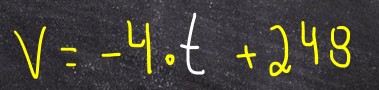 V = -4.t + 248